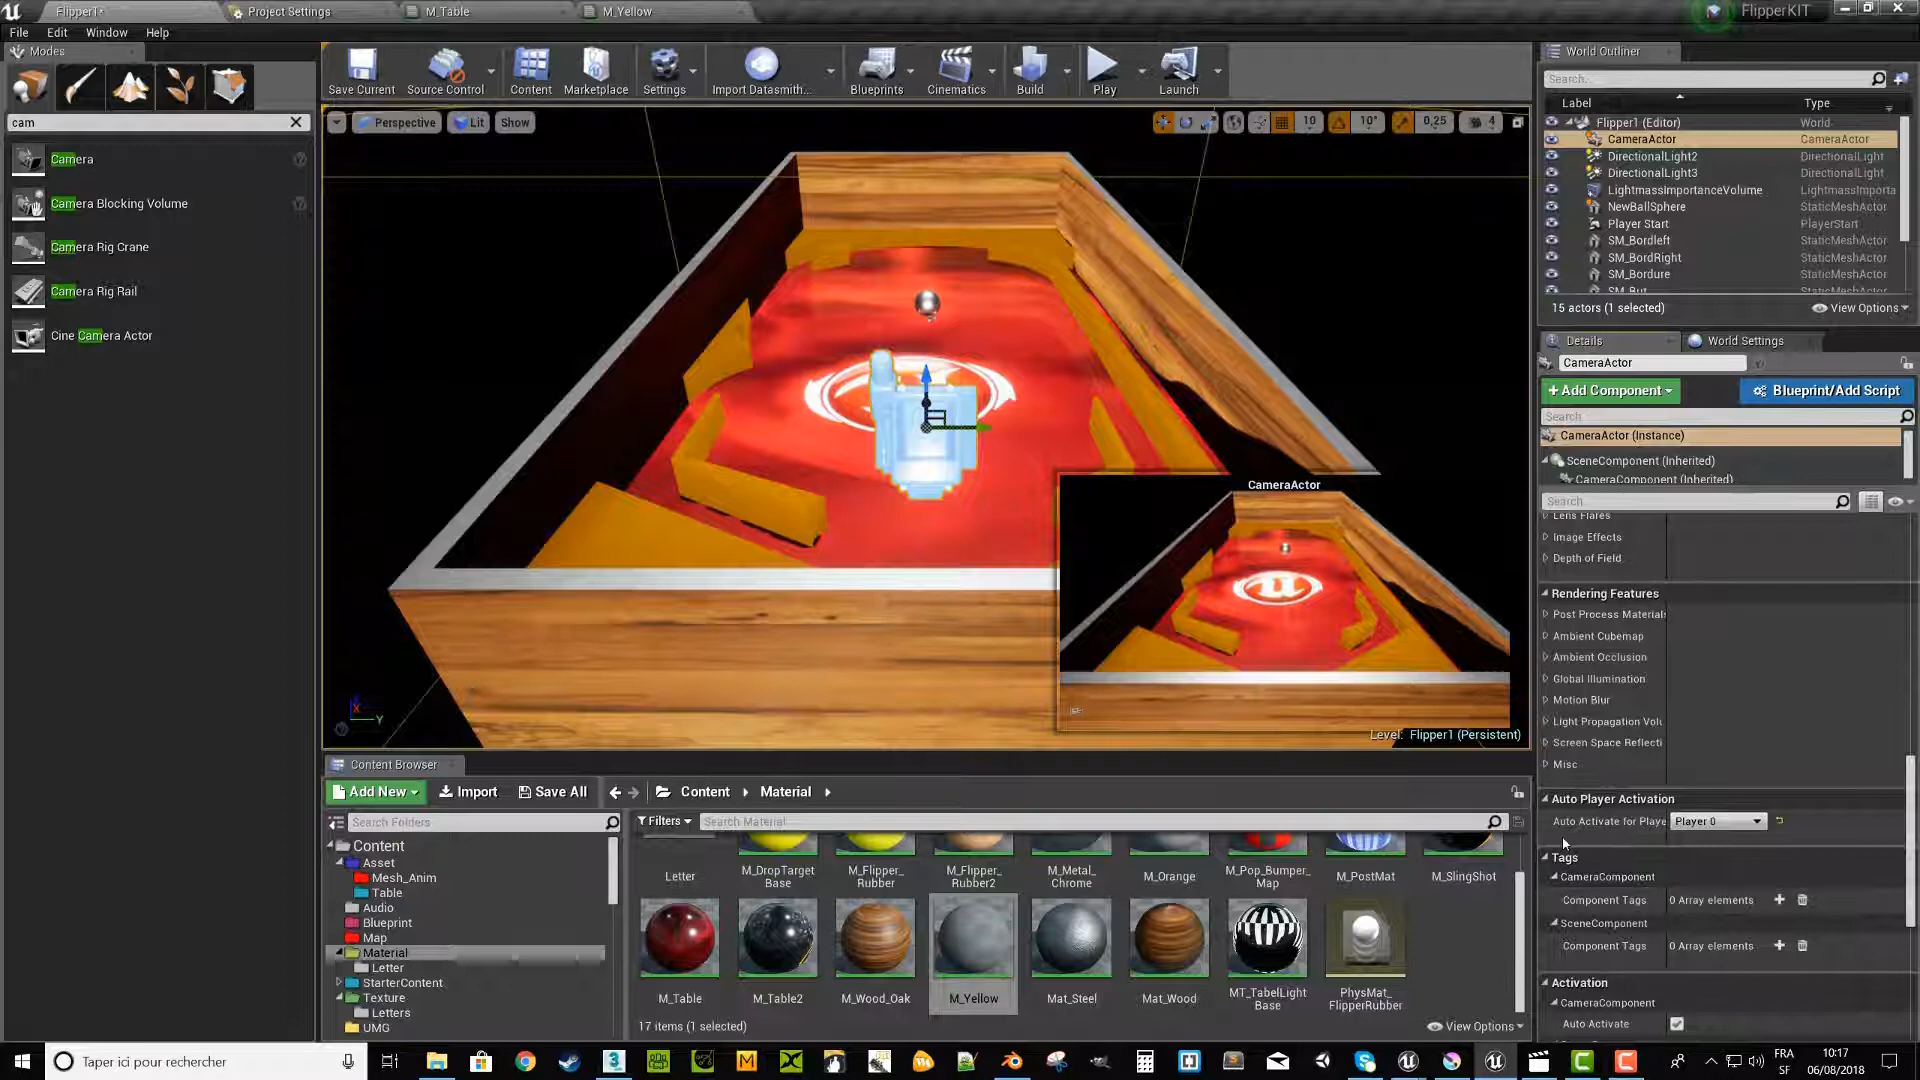 Flipper1•
Project Settings
M_Table
M_Yellow
FlipperKIT
File Edit Window Help
Modes
cam
Camera
Camera Blocking Volume
Camera Rig Crane
Camera Rig Rail
Cine Camera Actor
Save Current
Source Control
Content
Marketplace
Settings
Import Datasmith...
Blueprints
Cinematics
Build
Play
Launch
Perspective
Lit
Show
10
10°
0,25
4
CameraActor
Level: Flipper1 (Persistent)
World Outliner
Search...
Label Type
Flipper1 (Editor) World
CameraActor CameraActor
DirectionalLight2 DirectionalLight
DirectionalLight3 DirectionalLight
LightmassImportanceVolume LightmassImporta
NewBallSphere StaticMeshActor
Player Start PlayerStart
SM_Bordleft StaticMeshActor
SM_BordRight StaticMeshActor
SM_Bordure StaticMeshActor
SM_But StaticMeshActor
15 actors (1 selected)
View Options
Details
World Settings
CameraActor
+ Add Component
Blueprint/Add Script
Search
CameraActor (Instance)
SceneComponent (Inherited)
CameraComponent (Inherited)
Search
Lens Flares
Image Effects
Depth of Field
Rendering Features
Post Process Materials
Ambient Cubemap
Ambient Occlusion
Global Illumination
Motion Blur
Light Propagation Volu
Screen Space Reflecti
Misc
Auto Player Activation
Auto Activate for Playe Player 0
Tags
CameraComponent
Component Tags 0 Array elements
SceneComponent
Component Tags 0 Array elements
Activation
CameraComponent
Auto Activate
Content Browser
Add New
Import
Save All
Content
Material
Search Folders
Filters
Search Material
Content
Asset
Mesh_Anim
Table
Audio
Blueprint
Map
Material
Letter
StarterContent
Texture
Letters
UMG
Letter
M_DropTarget Base
M_Flipper_ Rubber
M_Flipper_ Rubber2
M_Metal_ Chrome
M_Orange
M_Pop_Bumper_ Map
M_PostMat
M_SlingShot
M_Table
M_Table2
M_Wood_Oak
M_Yellow
Mat_Steel
Mat_Wood
MT_TabelLight Base
PhysMat_ FlipperRubber
17 items (1 selected)
View Options
Taper ici pour rechercher
FRA
SF
10:17
06/08/2018